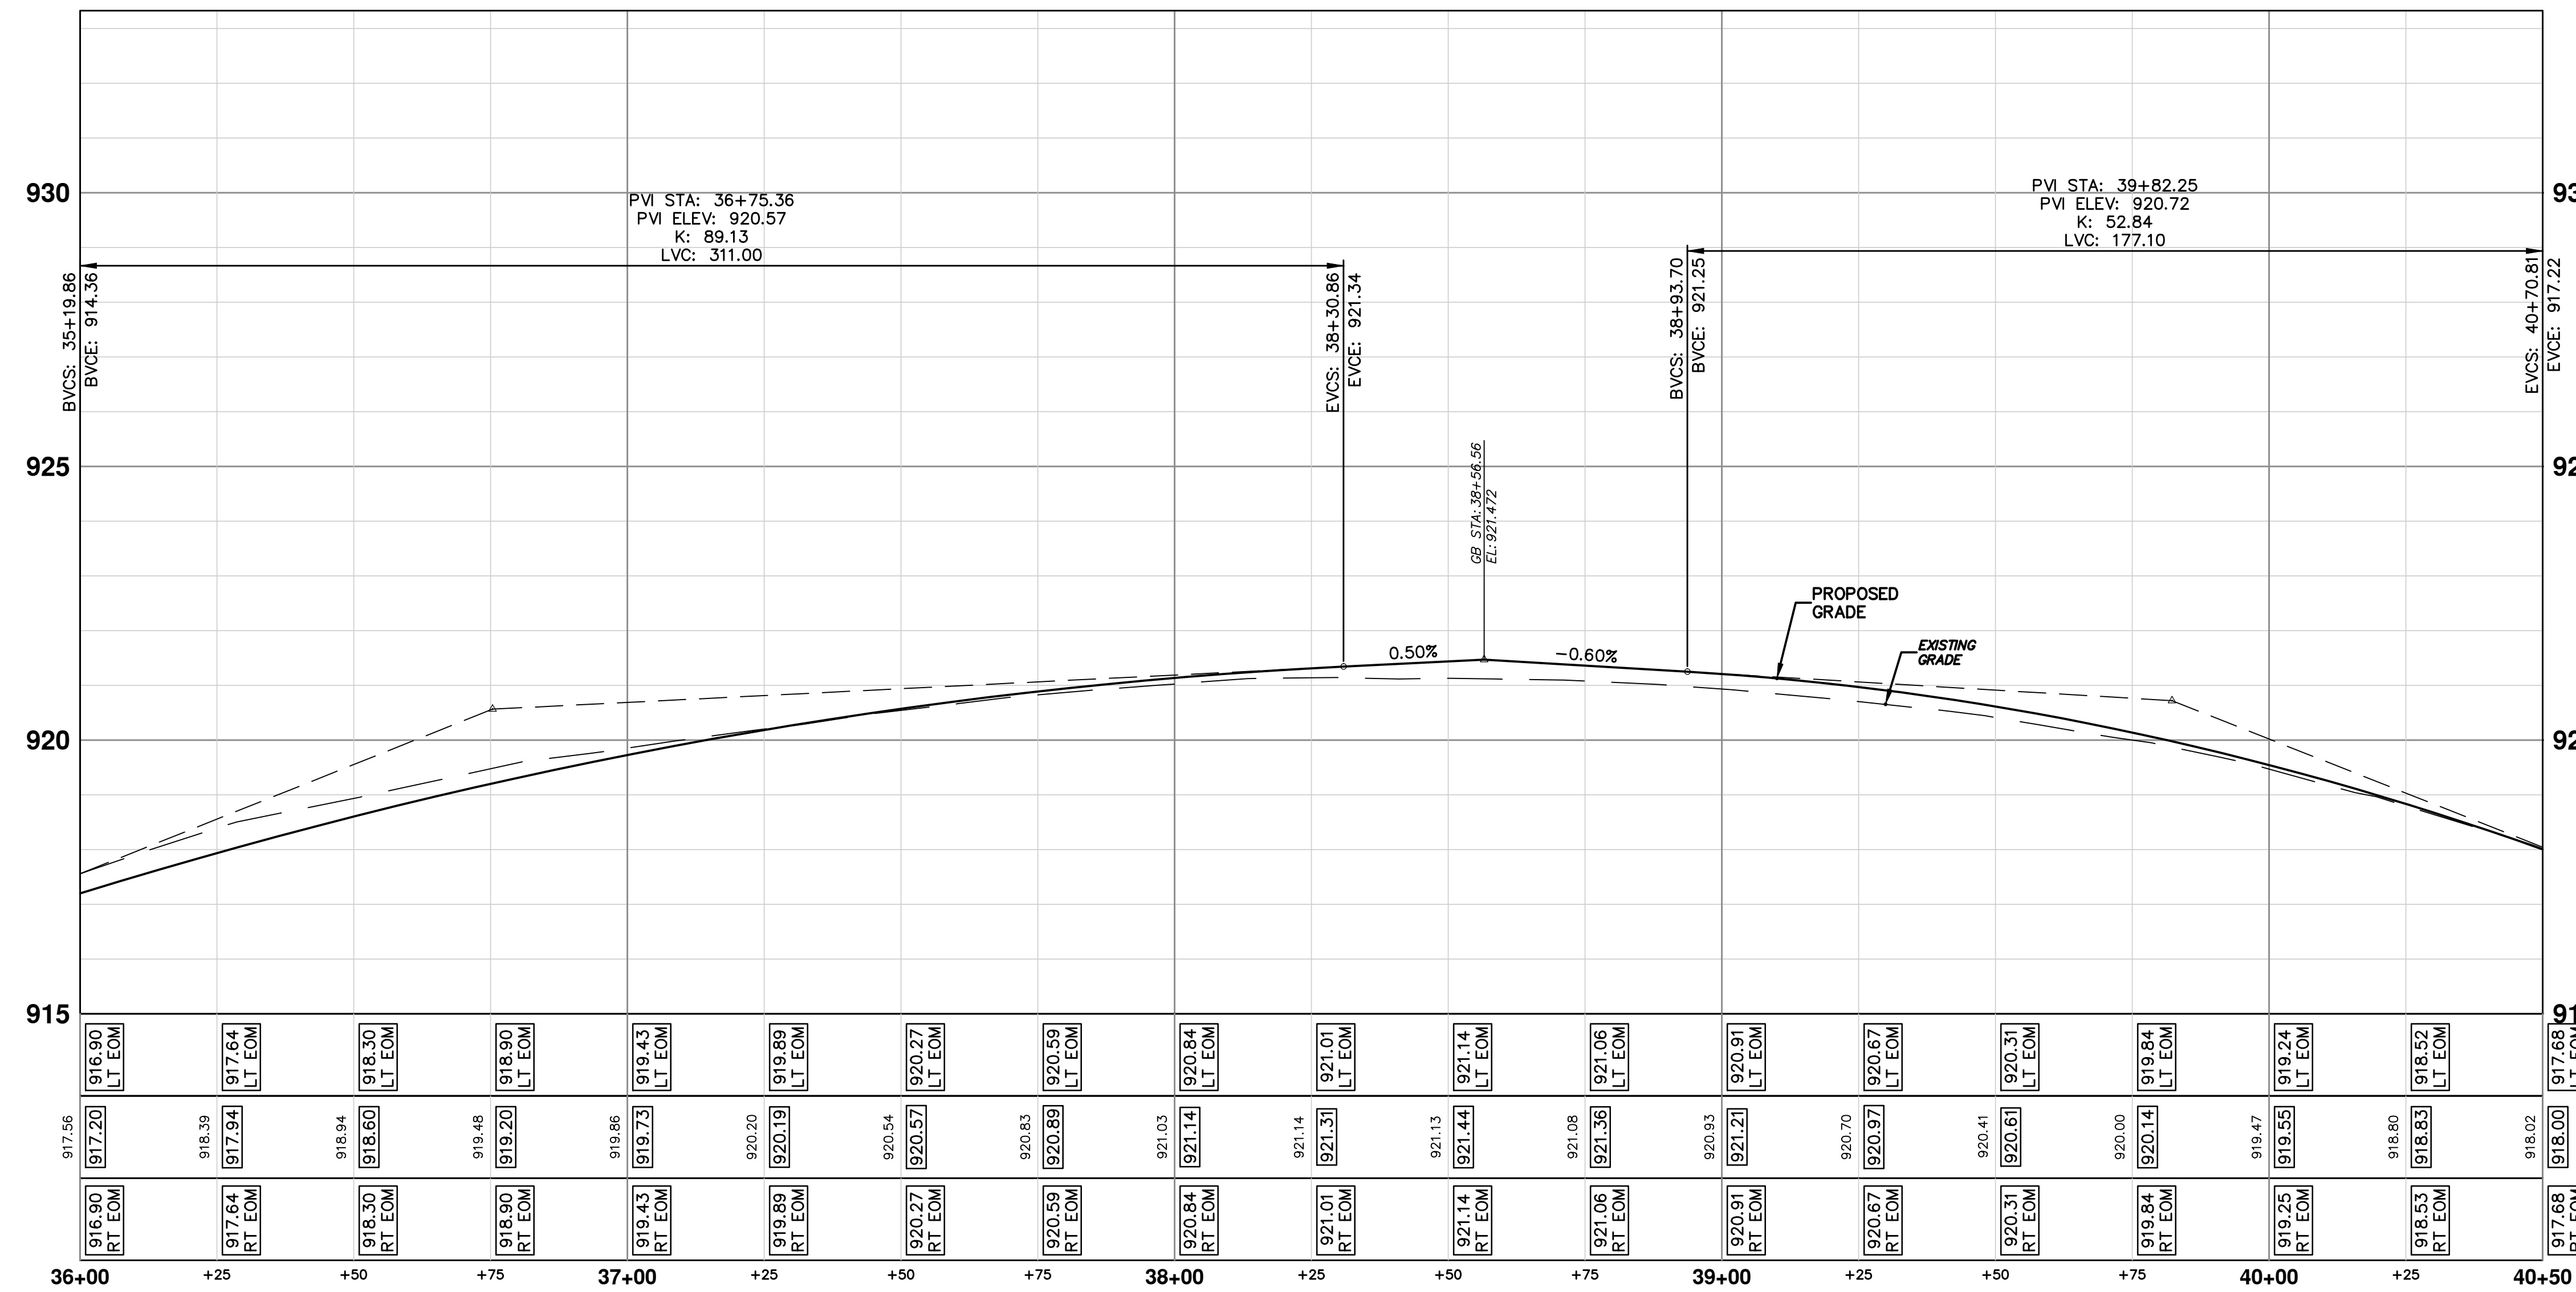 930
925
920
915
PVI STA: 36+75.36
PVI ELEV: 920.57
K: 89.13
LVC: 311.00
BVCS: 35+19.86
BVCE: 914.36
EVCS: 38+30.86
EVCE: 921.34
GB STA: 38+56.56
EL: 921.472
PVI STA: 39+82.25
PVI ELEV: 920.72
K: 52.84
LVC: 177.10
BVCS: 38+93.70
BVCE: 921.25
EVCS: 40+70.81
EVCE: 917.22
0.50%
-0.60%
PROPOSED
GRADE
EXISTING
GRADE
93
92
92
91
916.90 LT EOM
917.64 LT EOM
918.30 LT EOM
918.90 LT EOM
919.43 LT EOM
919.89 LT EOM
920.27 LT EOM
920.59 LT EOM
920.84 LT EOM
921.01 LT EOM
921.14 LT EOM
921.06 LT EOM
920.91 LT EOM
920.67 LT EOM
920.31 LT EOM
919.84 LT EOM
919.24 LT EOM
918.52 LT EOM
917.68 LT EOM
917.56 917.20
918.39 917.94
918.94 918.60
919.48 919.20
919.86 919.73
920.20 920.19
920.54 920.57
920.83 920.89
921.03 921.14
921.14 921.31
921.13 921.44
921.08 921.36
920.93 921.21
920.70 920.97
920.41 920.61
920.00 920.14
919.47 919.55
918.80 918.83
918.02 918.00
916.90 RT EOM
917.64 RT EOM
918.30 RT EOM
918.90 RT EOM
919.43 RT EOM
919.89 RT EOM
920.27 RT EOM
920.59 RT EOM
920.84 RT EOM
921.01 RT EOM
921.14 RT EOM
921.06 RT EOM
920.91 RT EOM
920.67 RT EOM
920.31 RT EOM
919.84 RT EOM
919.25 RT EOM
918.53 RT EOM
917.68 RT EOM
36+00 +25 +50 +75 37+00 +25 +50 +75 38+00 +25 +50 +75 39+00 +25 +50 +75 40+00 +25 40+50